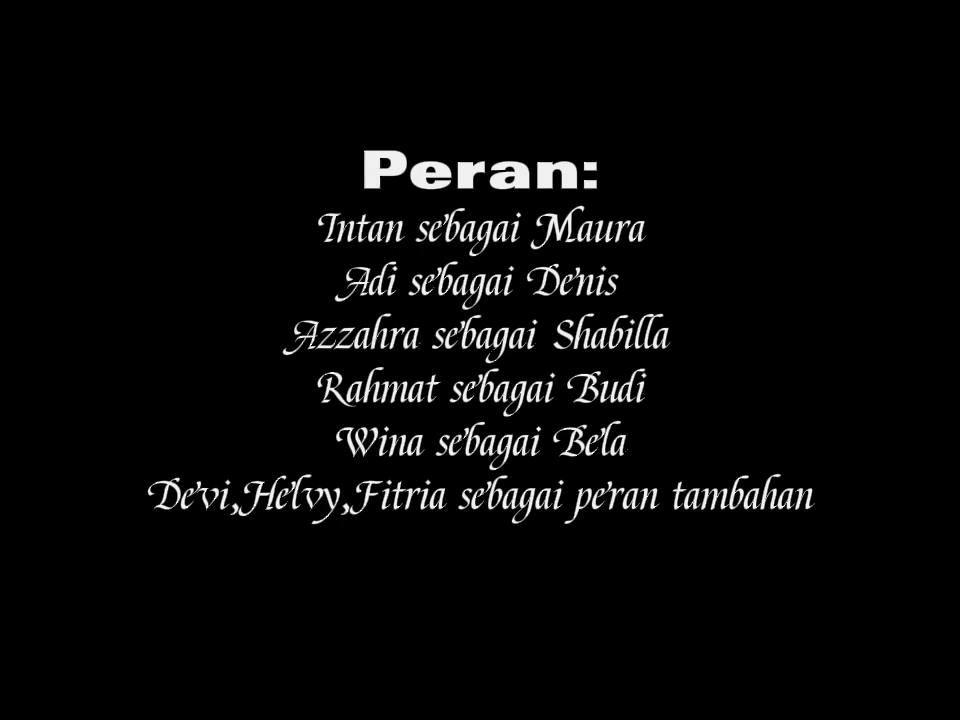 Peran:
Intan sebagai Maura
Adi sebagai Denis
Azzahra sebagai Shabilla
Rahmat sebagai Budi
Wina sebagai Bela
Devi,Helvy,Fitria sebagai peran tambahan